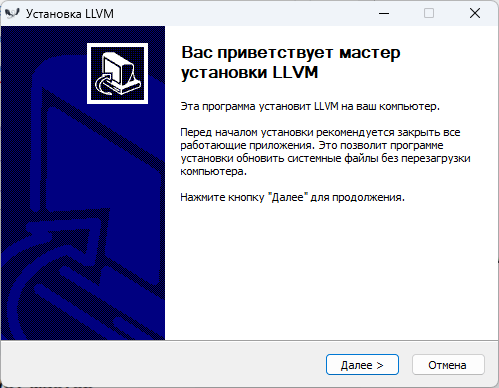 Установка LLVM
Вас приветствует мастер
установки LLVM
Эта программа установит LLVM на ваш компьютер.
Перед началом установки рекомендуется закрыть все
работающие приложения. Это позволит программе
установки обновить системные файлы без перезагрузки
компьютера.
Нажмите кнопку "Далее" для продолжения.
Далее >
Отмена